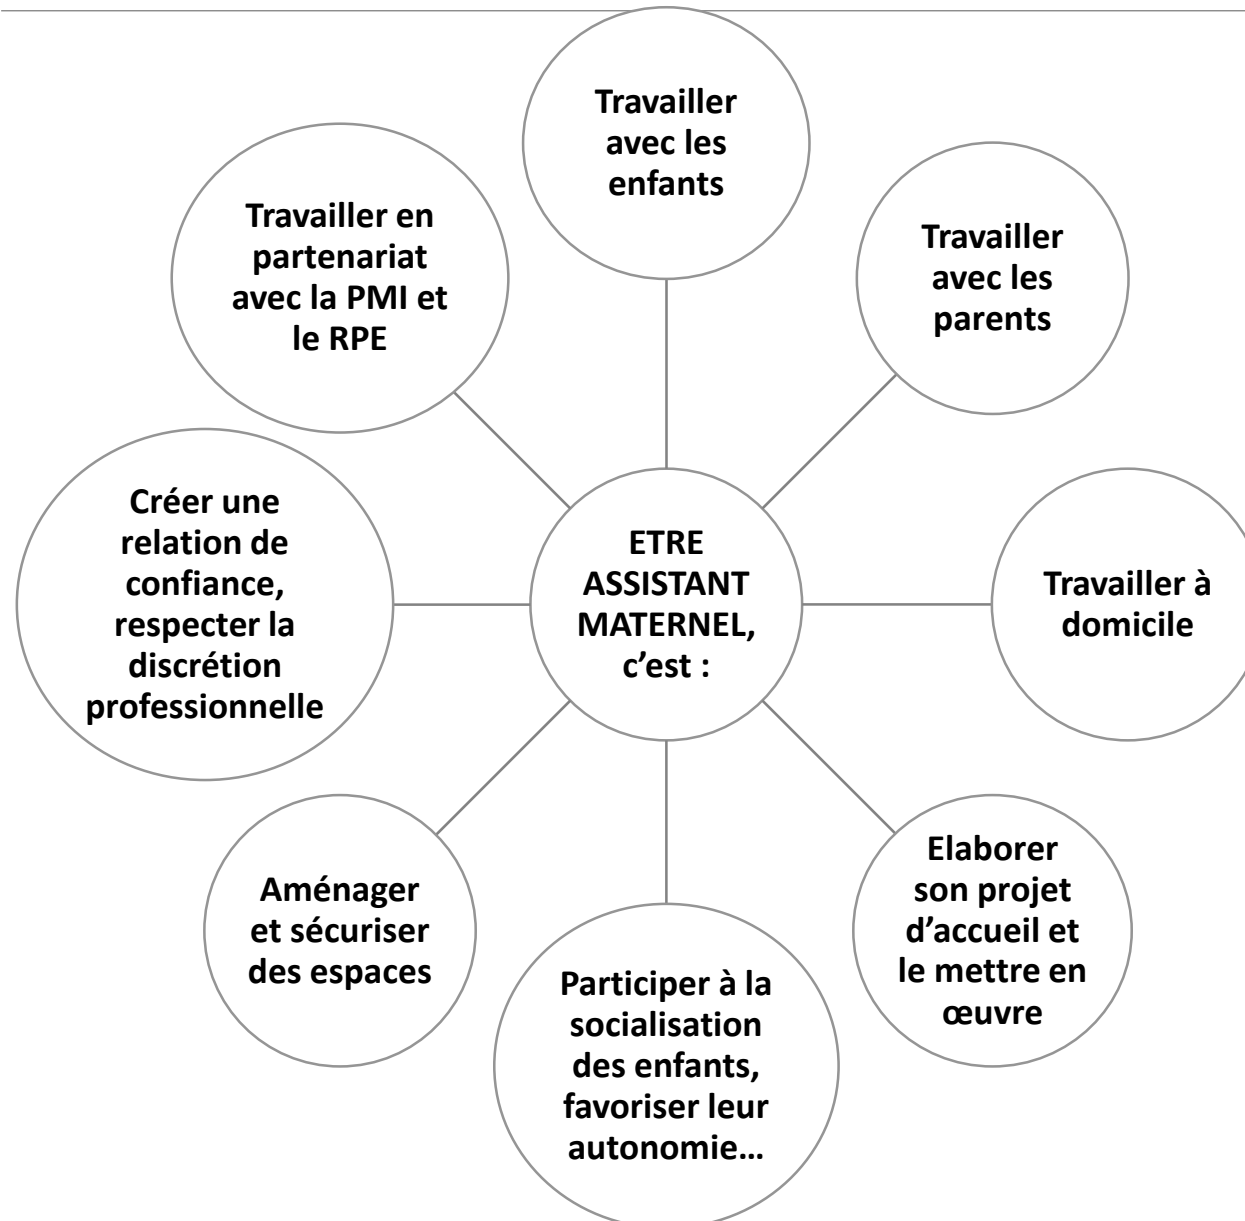 Travailler
avec les
enfants
Travailler
avec les
parents
Travailler à
domicile
Elaborer
son projet
d’accueil et
le mettre en
œuvre
Participer à la
socialisation
des enfants,
favoriser leur
autonomie…
Aménager
et sécuriser
des espaces
Créer une
relation de
confiance,
respecter la
discrétion
professionnelle
Travailler en
partenariat
avec la PMI et
le RPE
ETRE
ASSISTANT
MATERNEL,
c’est :